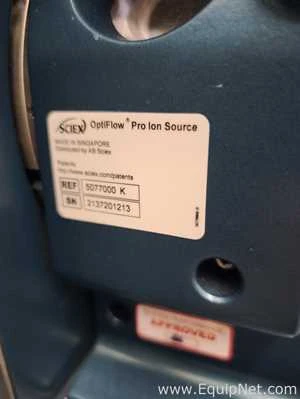 SCIEX OptiFlow® Pro Ion Source
MADE IN SINGAPORE
Distributed by AB Sciex
Patents:
http://www.sciex.com/patents
REF 5077000 K
SN 2137201213
APPROVED
www.EquipNet.com